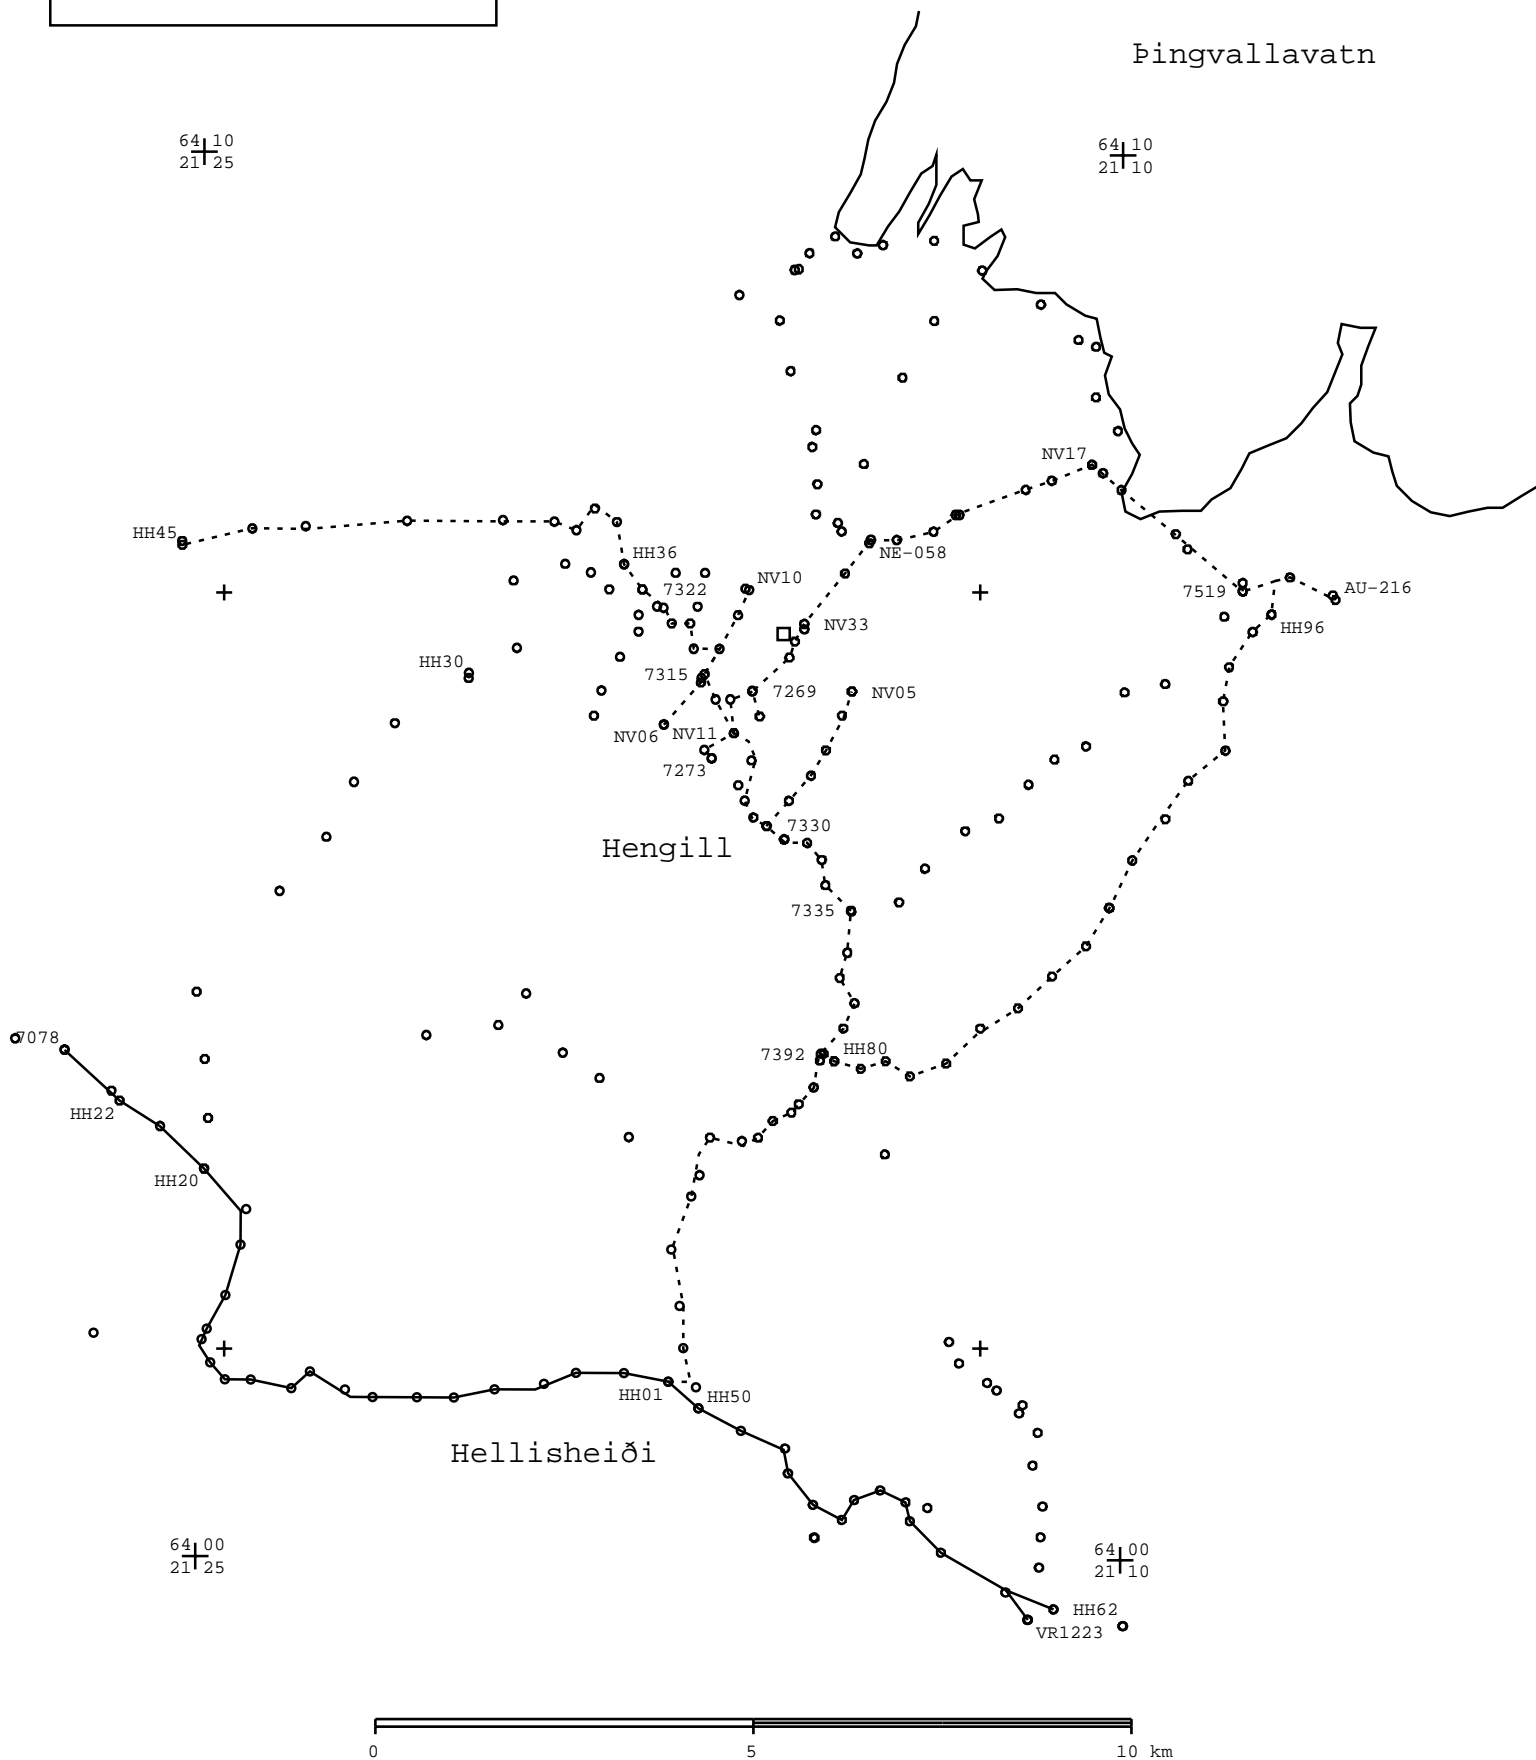 Þingvallavatn
64 10
21 25
64 10
21 10
NV17
HH45
HH36
NE-058
7322
NV10
7519
AU-216
NV33
HH96
HH30
7315
7269
NV05
NV06
NV11
7273
7330
Hengill
7335
7078
7392
HH80
HH22
HH20
HH01
HH50
Hellisheiði
64 00
21 25
64 00
21 10
HH62
VR1223
0 5 10 km